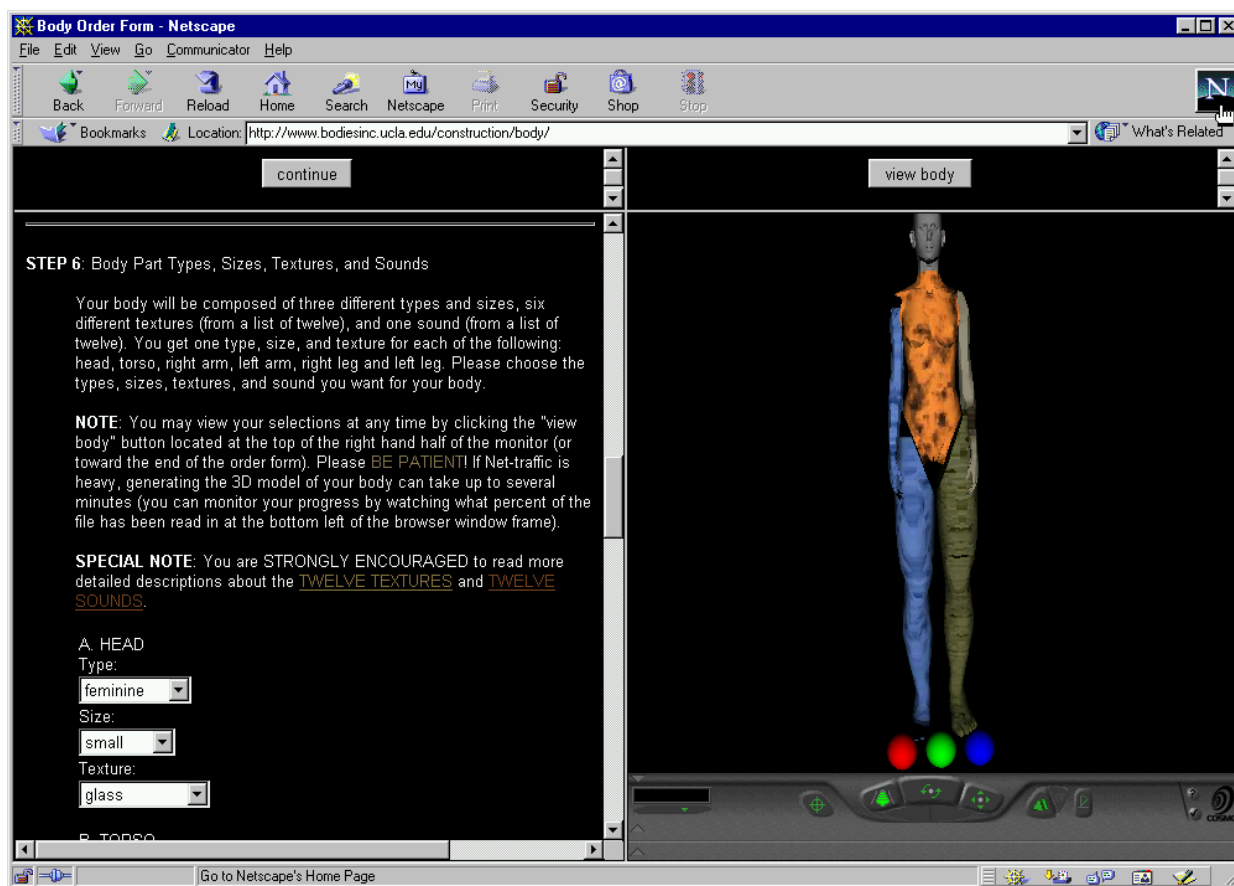 Body Order Form - Netscape
File Edit View Go Communicator Help
Back Forward Reload Home Search Netscape Print Security Shop Stop
My
N
Bookmarks Location: http://www.bodiesinc.ucla.edu/construction/body/ What's Related
continue
view body
STEP 6: Body Part Types, Sizes, Textures, and Sounds
Your body will be composed of three different types and sizes, six
different textures (from a list of twelve), and one sound (from a list of
twelve). You get one type, size, and texture for each of the following:
head, torso, right arm, left arm, right leg and left leg. Please choose the
types, sizes, textures, and sound you want for your body.
NOTE: You may view your selections at any time by clicking the "view
body" button located at the top of the right hand half of the monitor (or
toward the end of the order form). Please BE PATIENT! If Net-traffic is
heavy, generating the 3D model of your body can take up to several
minutes (you can monitor your progress by watching what percent of the
file has been read in at the bottom left of the browser window frame).
SPECIAL NOTE: You are STRONGLY ENCOURAGED to read more
detailed descriptions about the TWELVE TEXTURES and TWELVE
SOUNDS.
A. HEAD
Type:
feminine
Size:
small
Texture:
glass
B. TORSO
COSMO
Go to Netscape's Home Page